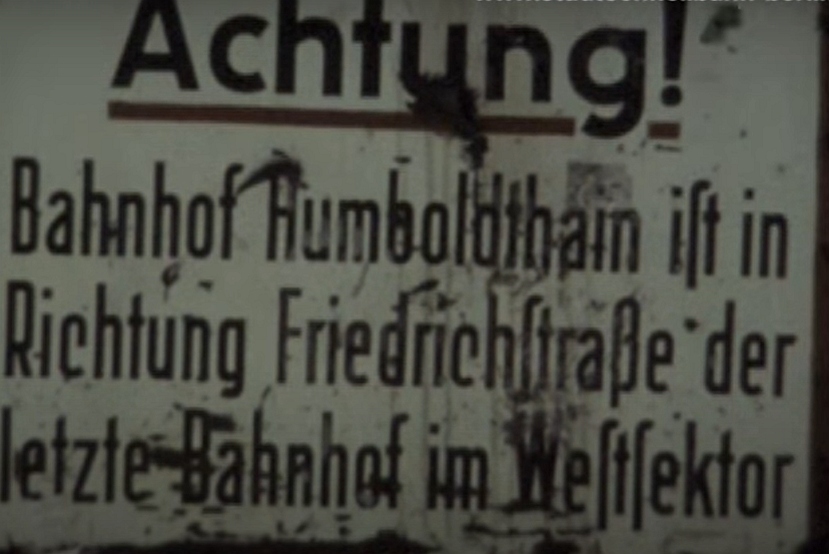 Achtung!
Bahnhof Humboldthain iſt in
Richtung Friedrichſtraße der
letzte Bahnhof im Weſtſektor